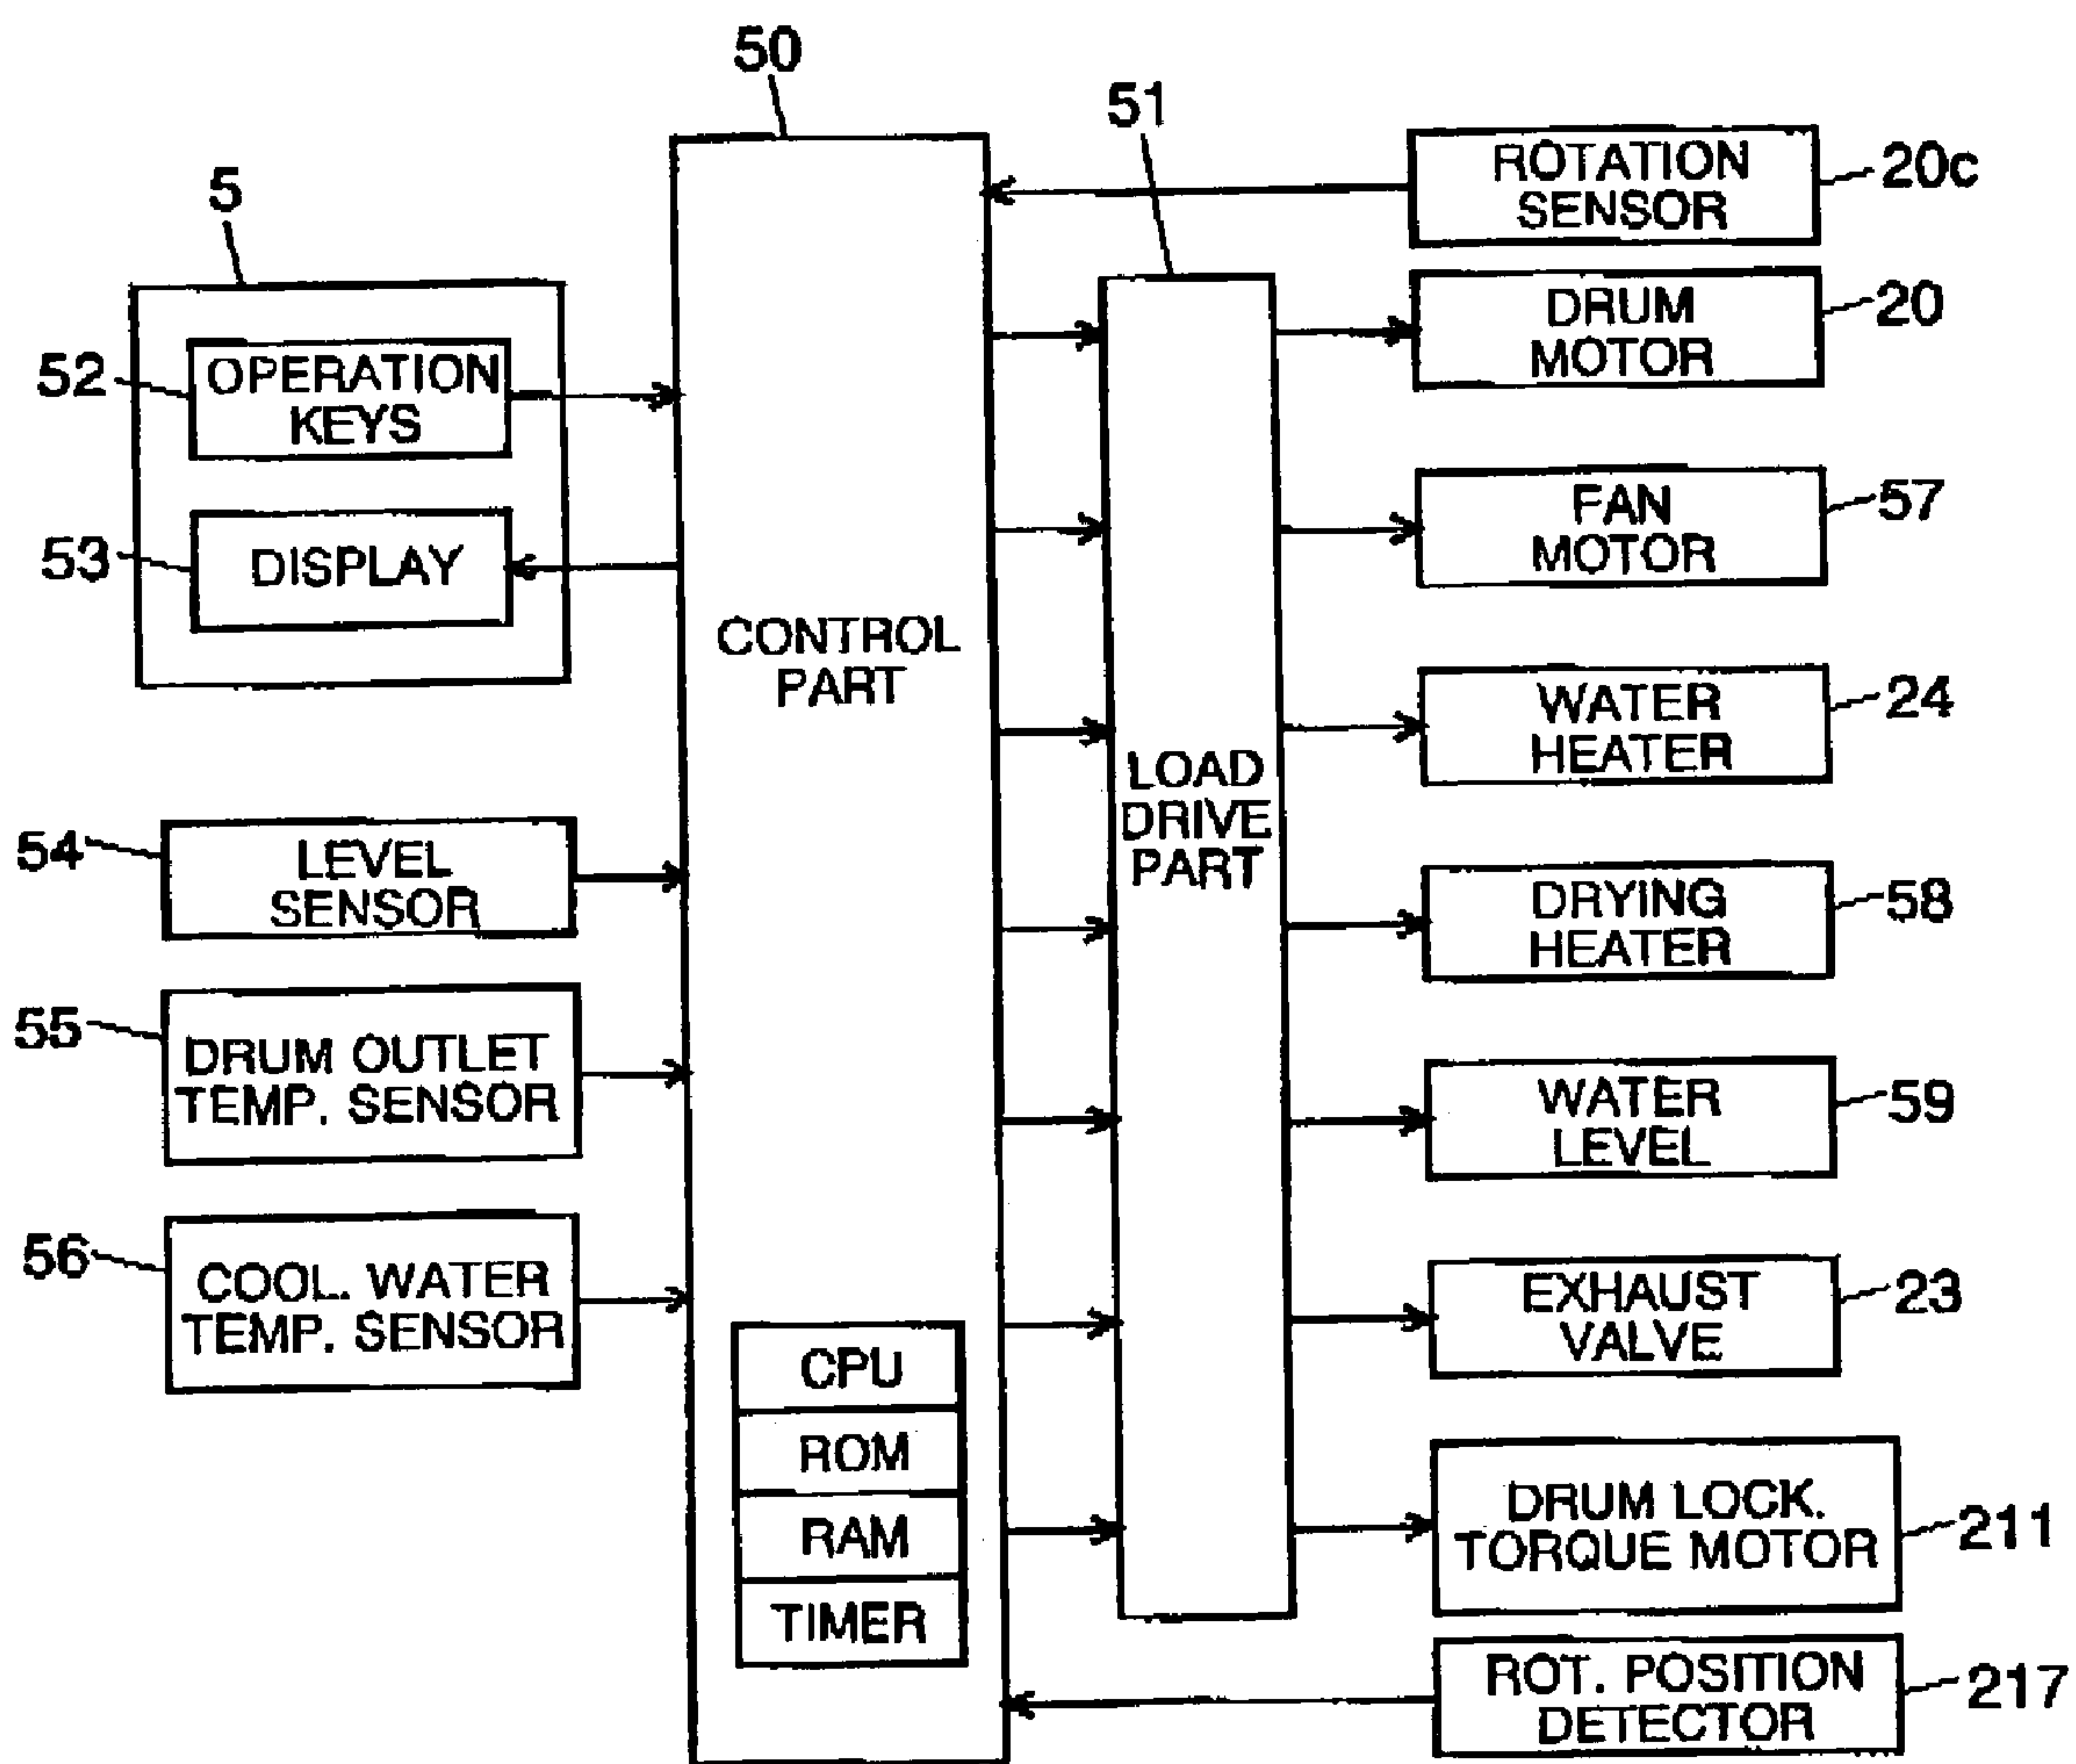 50
51
ROTATION
SENSOR
20c
5
DRUM
MOTOR
20
52
OPERATION
KEYS
53
DISPLAY
FAN
MOTOR
57
CONTROL
PART
WATER
HEATER
24
LOAD
DRIVE
PART
54
LEVEL
SENSOR
DRYING
HEATER
58
55
DRUM OUTLET
TEMP. SENSOR
WATER
LEVEL
59
56
COOL. WATER
TEMP. SENSOR
EXHAUST
VALVE
23
CPU
ROM
RAM
TIMER
DRUM LOCK.
TORQUE MOTOR
211
ROT. POSITION
DETECTOR
217